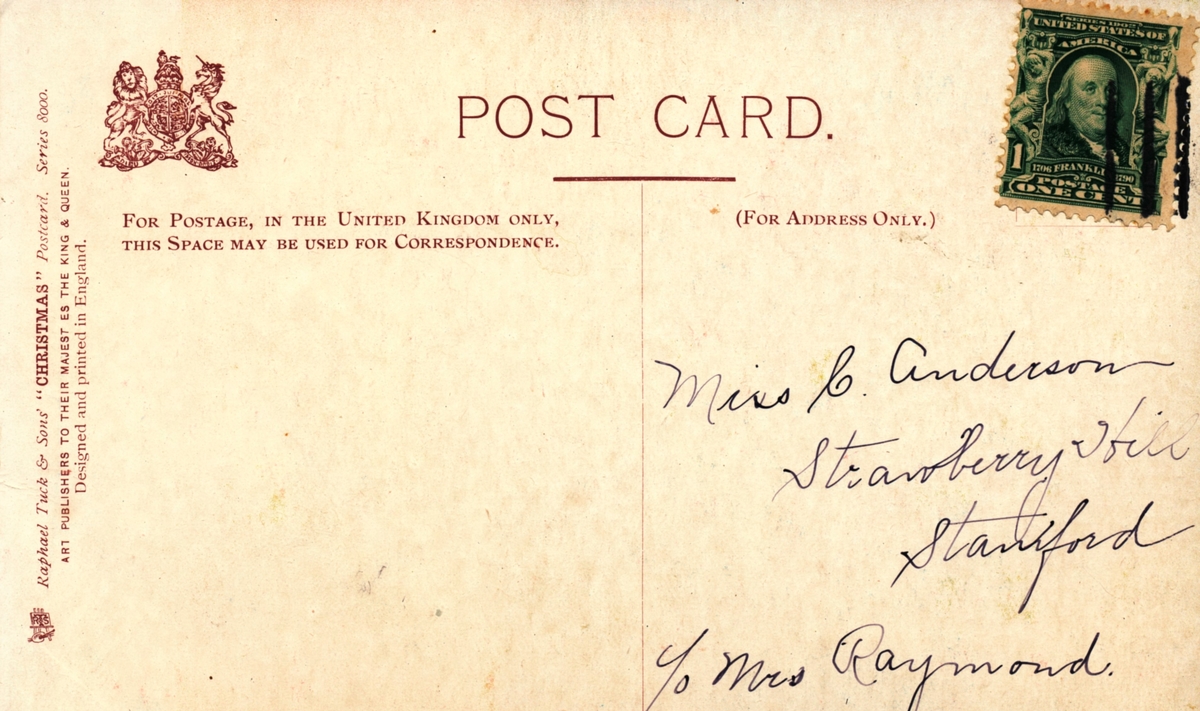 POST CARD.
FOR POSTAGE, IN THE UNITED KINGDOM ONLY,
THIS SPACE MAY BE USED FOR CORRESPONDENCE.
(FOR ADDRESS ONLY.)
SERIES 1902
UNITED STATES OF
AMERICA
1
1706 FRANKLIN 1790
POSTAGE
ONE CENT
Raphael Tuck & Sons' "CHRISTMAS" Postcard. Series 8000.
ART PUBLISHERS TO THEIR MAJEST ES THE KING & QUEEN.
Designed and printed in England.
Miss C. Anderson
Strawberry Hill
Stamford
c/o Mrs Raymond.